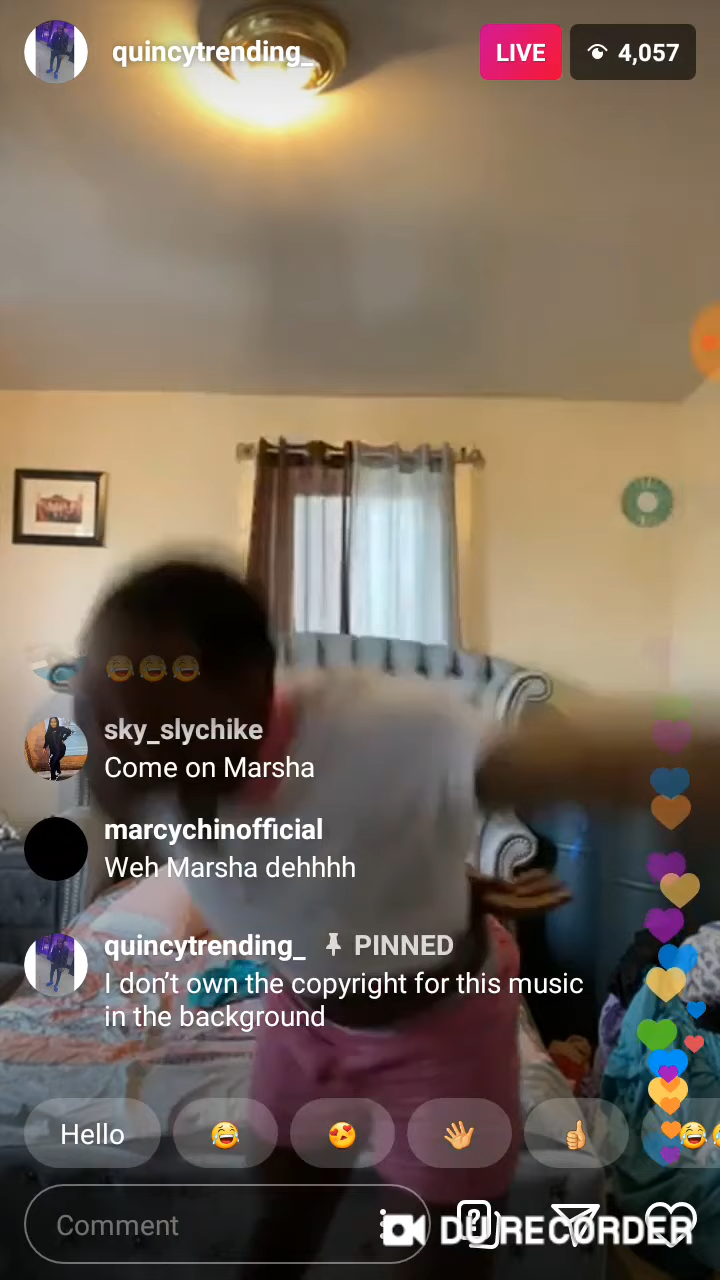 quincytrending_
LIVE
4,057
😂😂😂
sky_slychike
Come on Marsha
marcychinofficial
Weh Marsha dehhhh
quincytrending_ PINNED
I don't own the copyright for this music
in the background
Hello
Comment
DU RECORDER